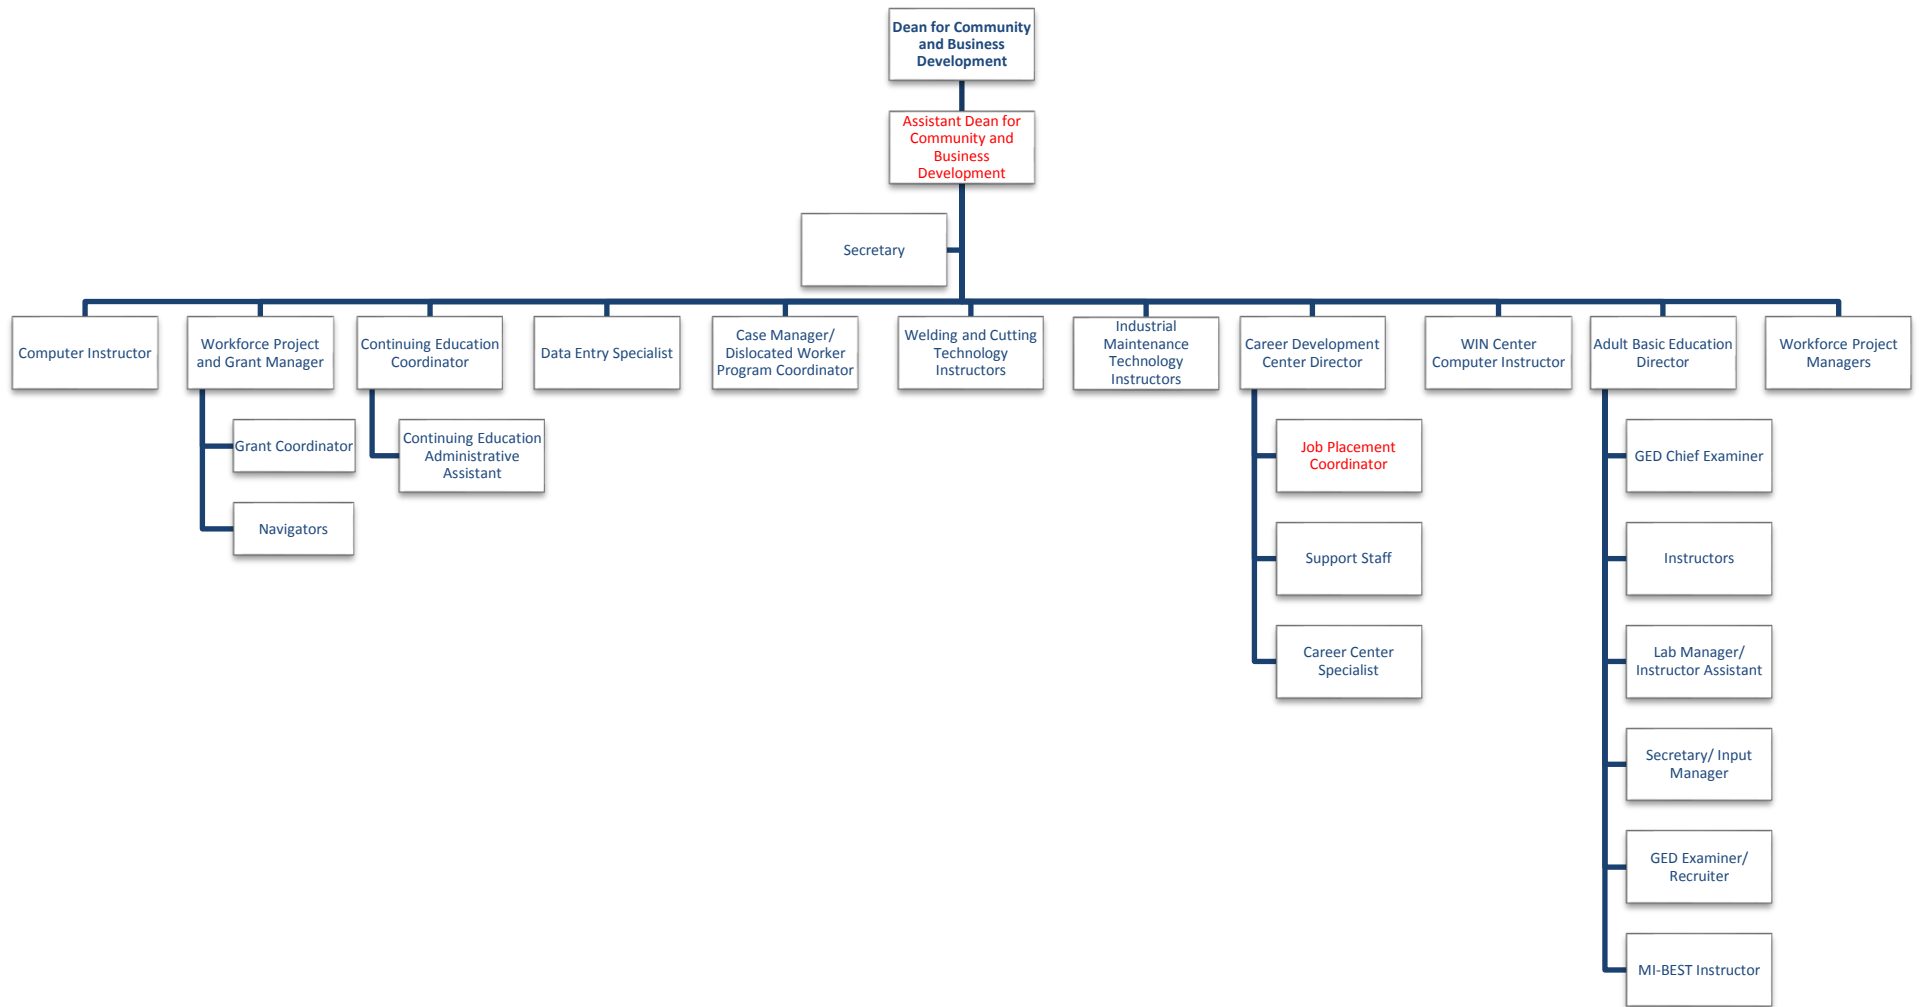 Dean for Community
and Business
Development
Assistant Dean for
Community and
Business
Development
Secretary
Computer Instructor
Workforce Project
and Grant Manager
Continuing Education
Coordinator
Data Entry Specialist
Case Manager/
Dislocated Worker
Program Coordinator
Welding and Cutting
Technology
Instructors
Industrial
Maintenance
Technology
Instructors
Career Development
Center Director
WIN Center
Computer Instructor
Adult Basic Education
Director
Workforce Project
Managers
Grant Coordinator
Navigators
Continuing Education
Administrative
Assistant
Job Placement
Coordinator
Support Staff
Career Center
Specialist
GED Chief Examiner
Instructors
Lab Manager/
Instructor Assistant
Secretary/ Input
Manager
GED Examiner/
Recruiter
MI-BEST Instructor